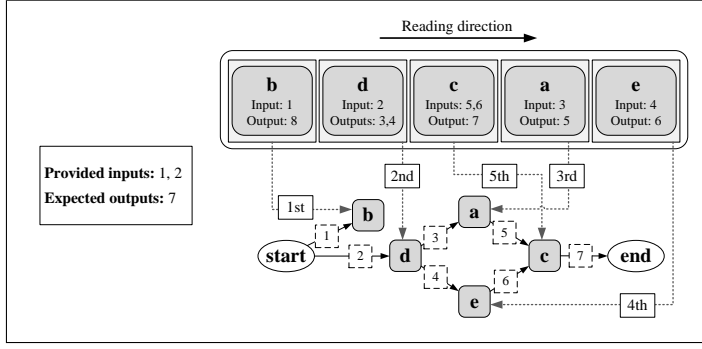 Reading direction
b
Input: 1
Output: 8
d
Input: 2
Outputs: 3,4
c
Inputs: 5,6
Output: 7
a
Input: 3
Output: 5
e
Input: 4
Output: 6
Provided inputs: 1, 2
Expected outputs: 7
1st
2nd
5th
3rd
4th
start
1
b
2
d
3
a
5
4
e
6
c
7
end